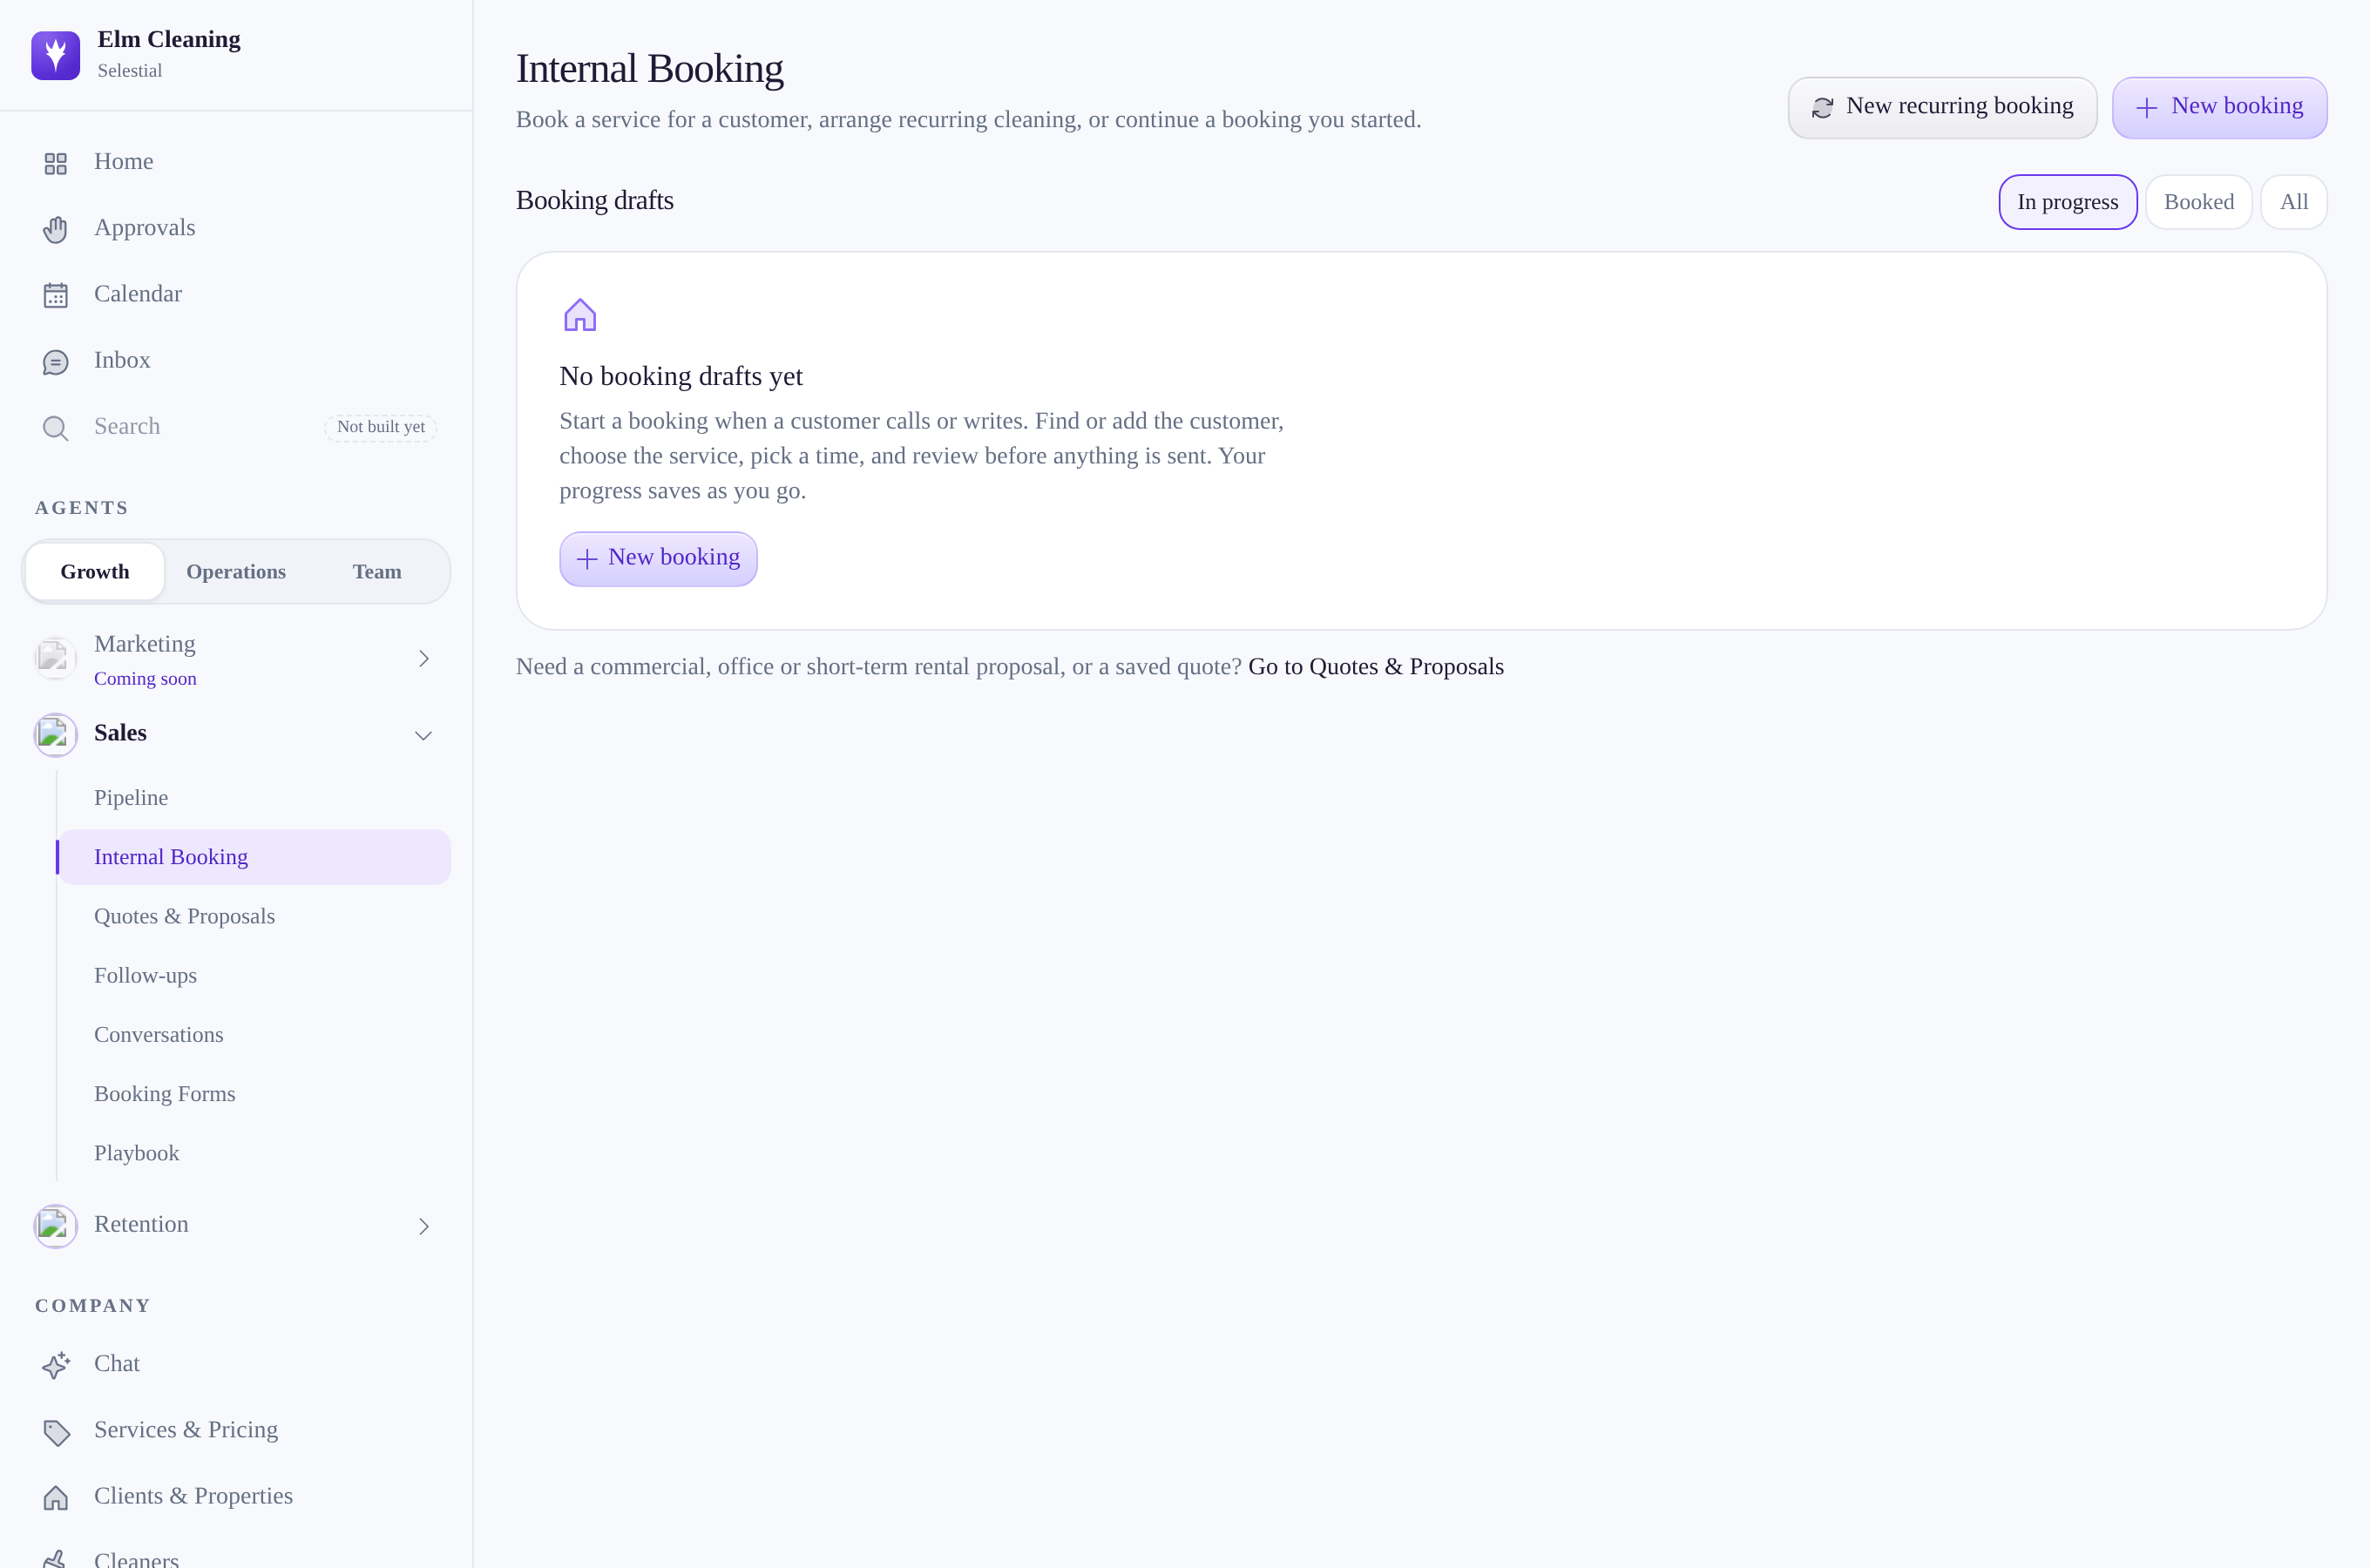 Elm Cleaning
Selestial
Home
Approvals
Calendar
Inbox
Search
Not built yet
AGENTS
Growth
Operations
Team
Marketing
Coming soon
Sales
Pipeline
Internal Booking
Quotes & Proposals
Follow-ups
Conversations
Booking Forms
Playbook
Retention
COMPANY
Chat
Services & Pricing
Clients & Properties
Cleaners
Internal Booking
Book a service for a customer, arrange recurring cleaning, or continue a booking you started.
New recurring booking
New booking
Booking drafts
In progress
Booked
All
No booking drafts yet
Start a booking when a customer calls or writes. Find or add the customer,
choose the service, pick a time, and review before anything is sent. Your
progress saves as you go.
New booking
Need a commercial, office or short-term rental proposal, or a saved quote? Go to Quotes & Proposals